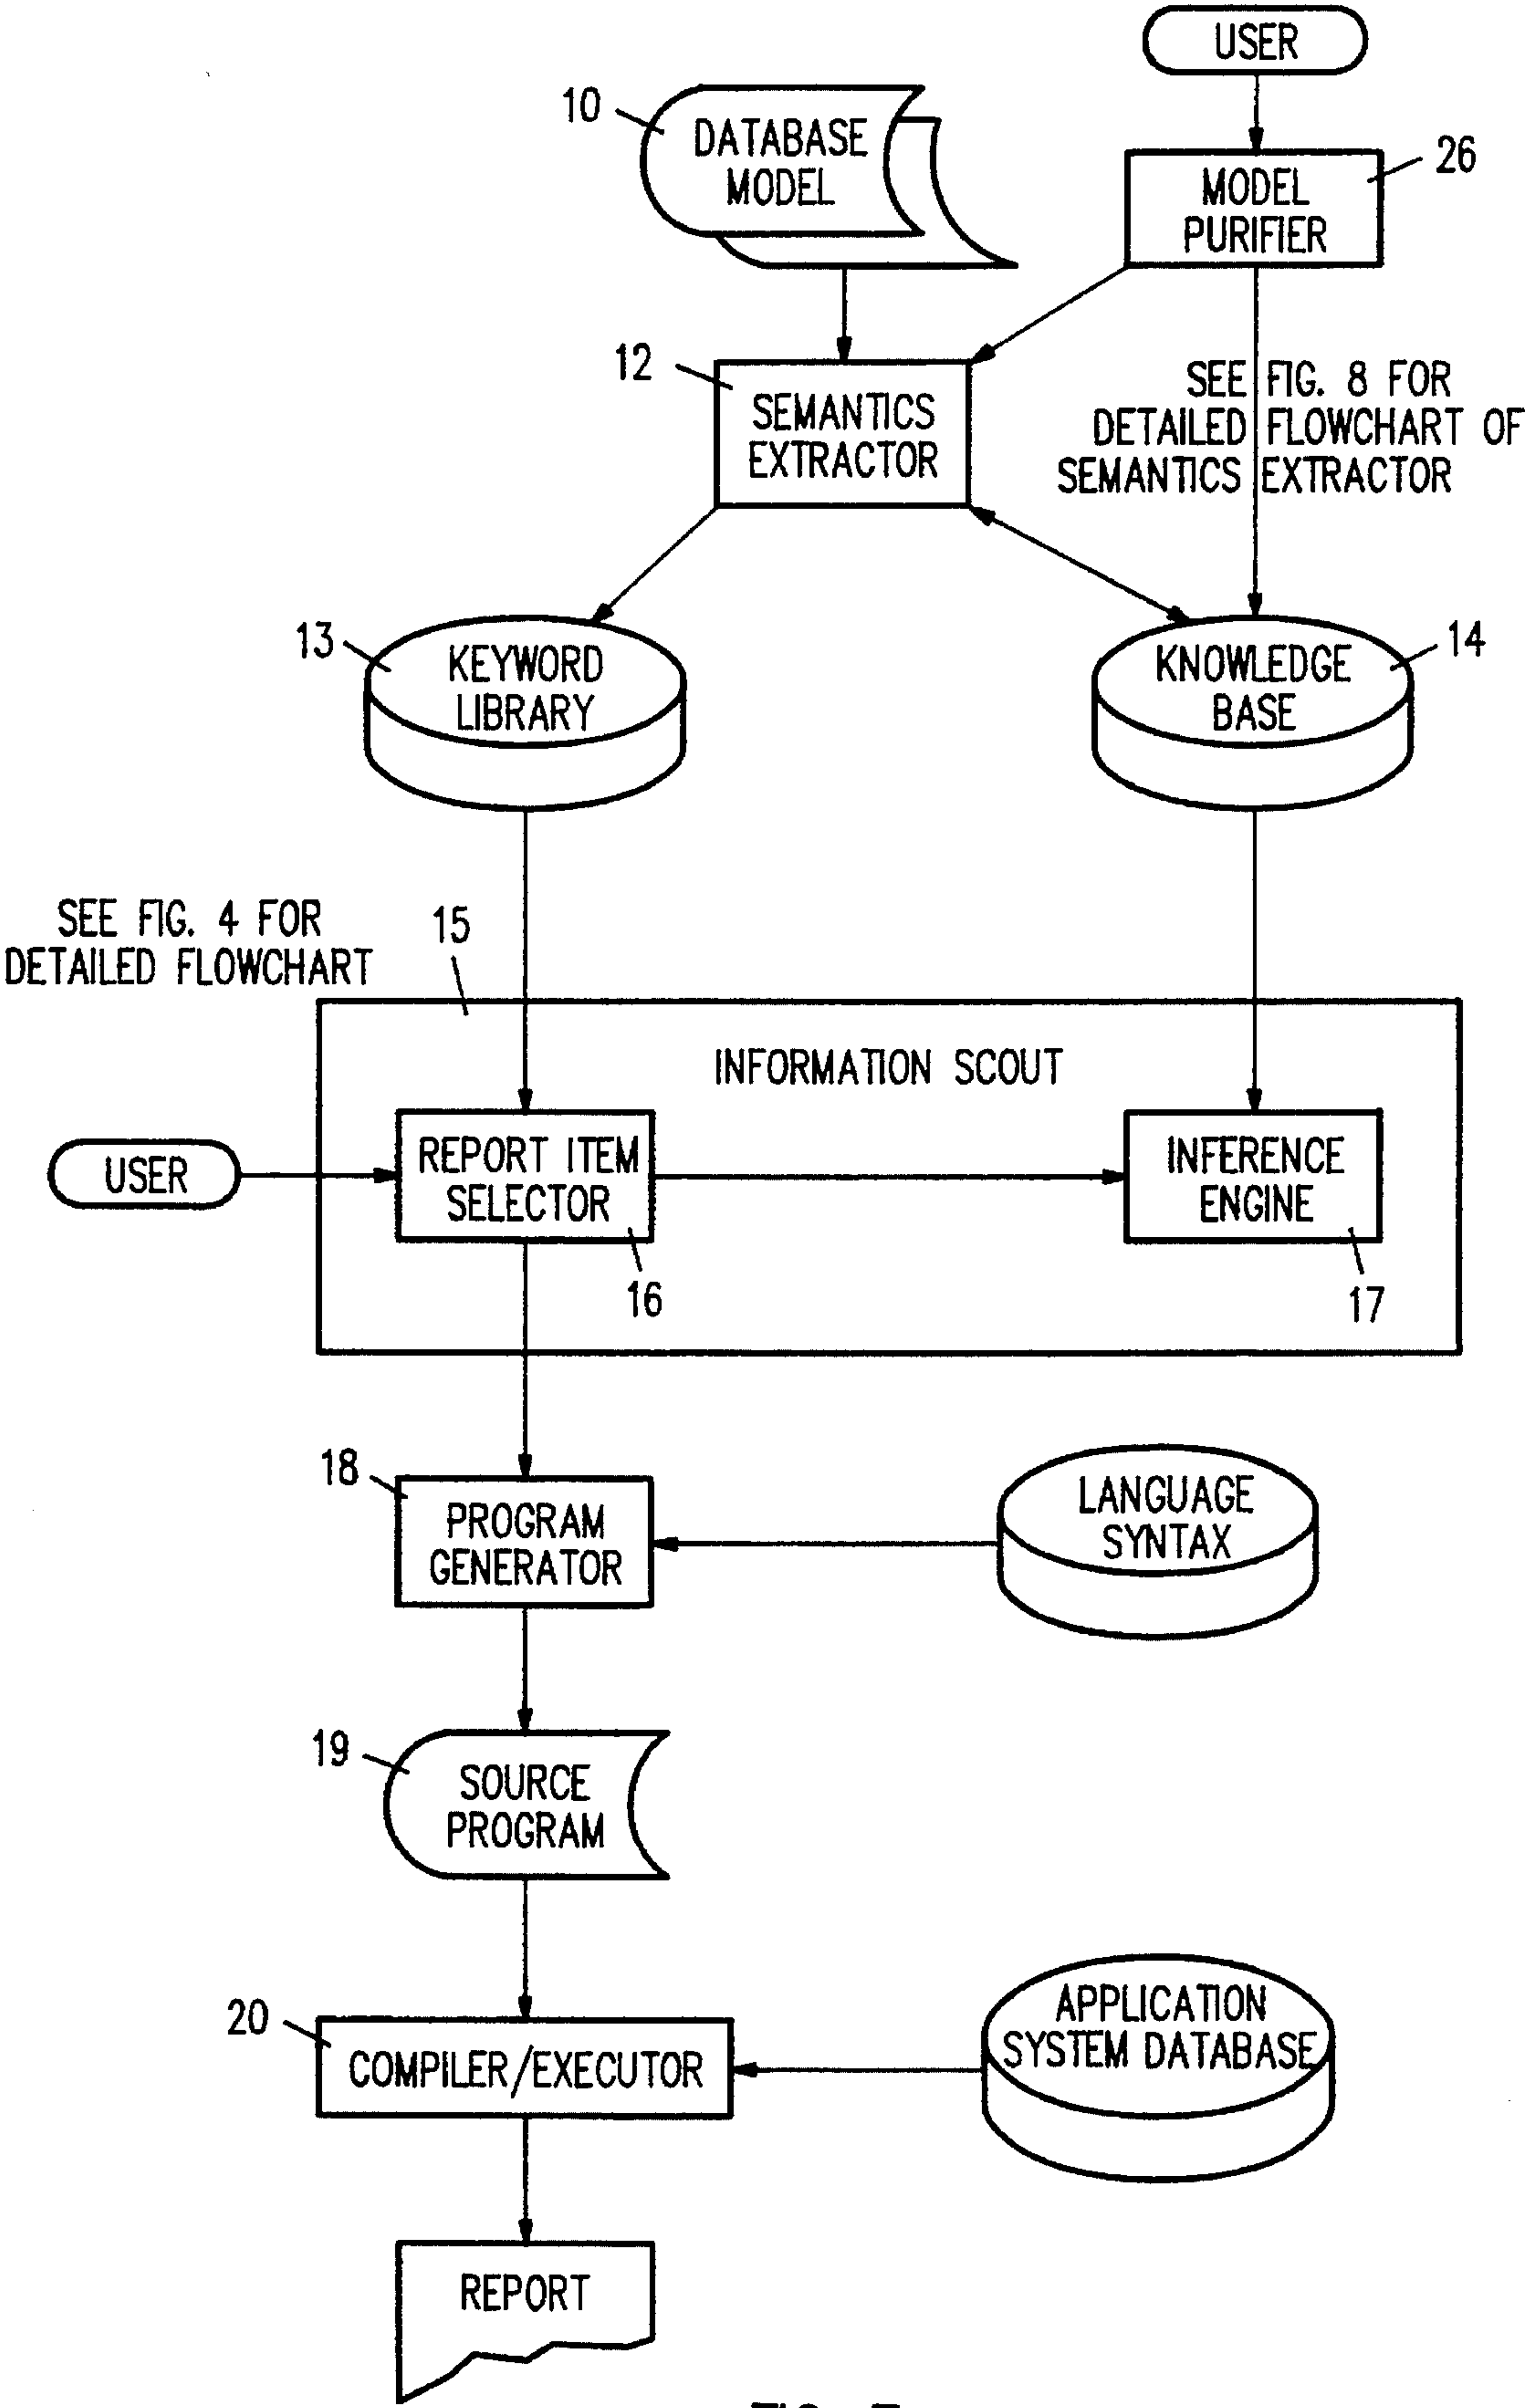 USER
10
DATABASE
MODEL
26
MODEL
PURIFIER
12
SEMANTICS
EXTRACTOR
SEE FIG. 8 FOR
DETAILED FLOWCHART OF
SEMANTICS EXTRACTOR
13
KEYWORD
LIBRARY
14
KNOWLEDGE
BASE
SEE FIG. 4 FOR
DETAILED FLOWCHART
15
INFORMATION SCOUT
USER
REPORT ITEM
SELECTOR
16
INFERENCE
ENGINE
17
18
PROGRAM
GENERATOR
LANGUAGE
SYNTAX
19
SOURCE
PROGRAM
20
COMPILER/EXECUTOR
APPLICATION
SYSTEM DATABASE
REPORT